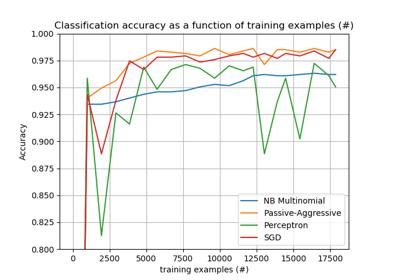 Classification accuracy as a function of training examples (#)
1.000
0.975
0.950
0.925
0.900
0.875
0.850
0.825
0.800
Accuracy
NB Multinomial
Passive-Aggressive
Perceptron
SGD
0 2500 5000 7500 10000 12500 15000 17500
training examples (#)